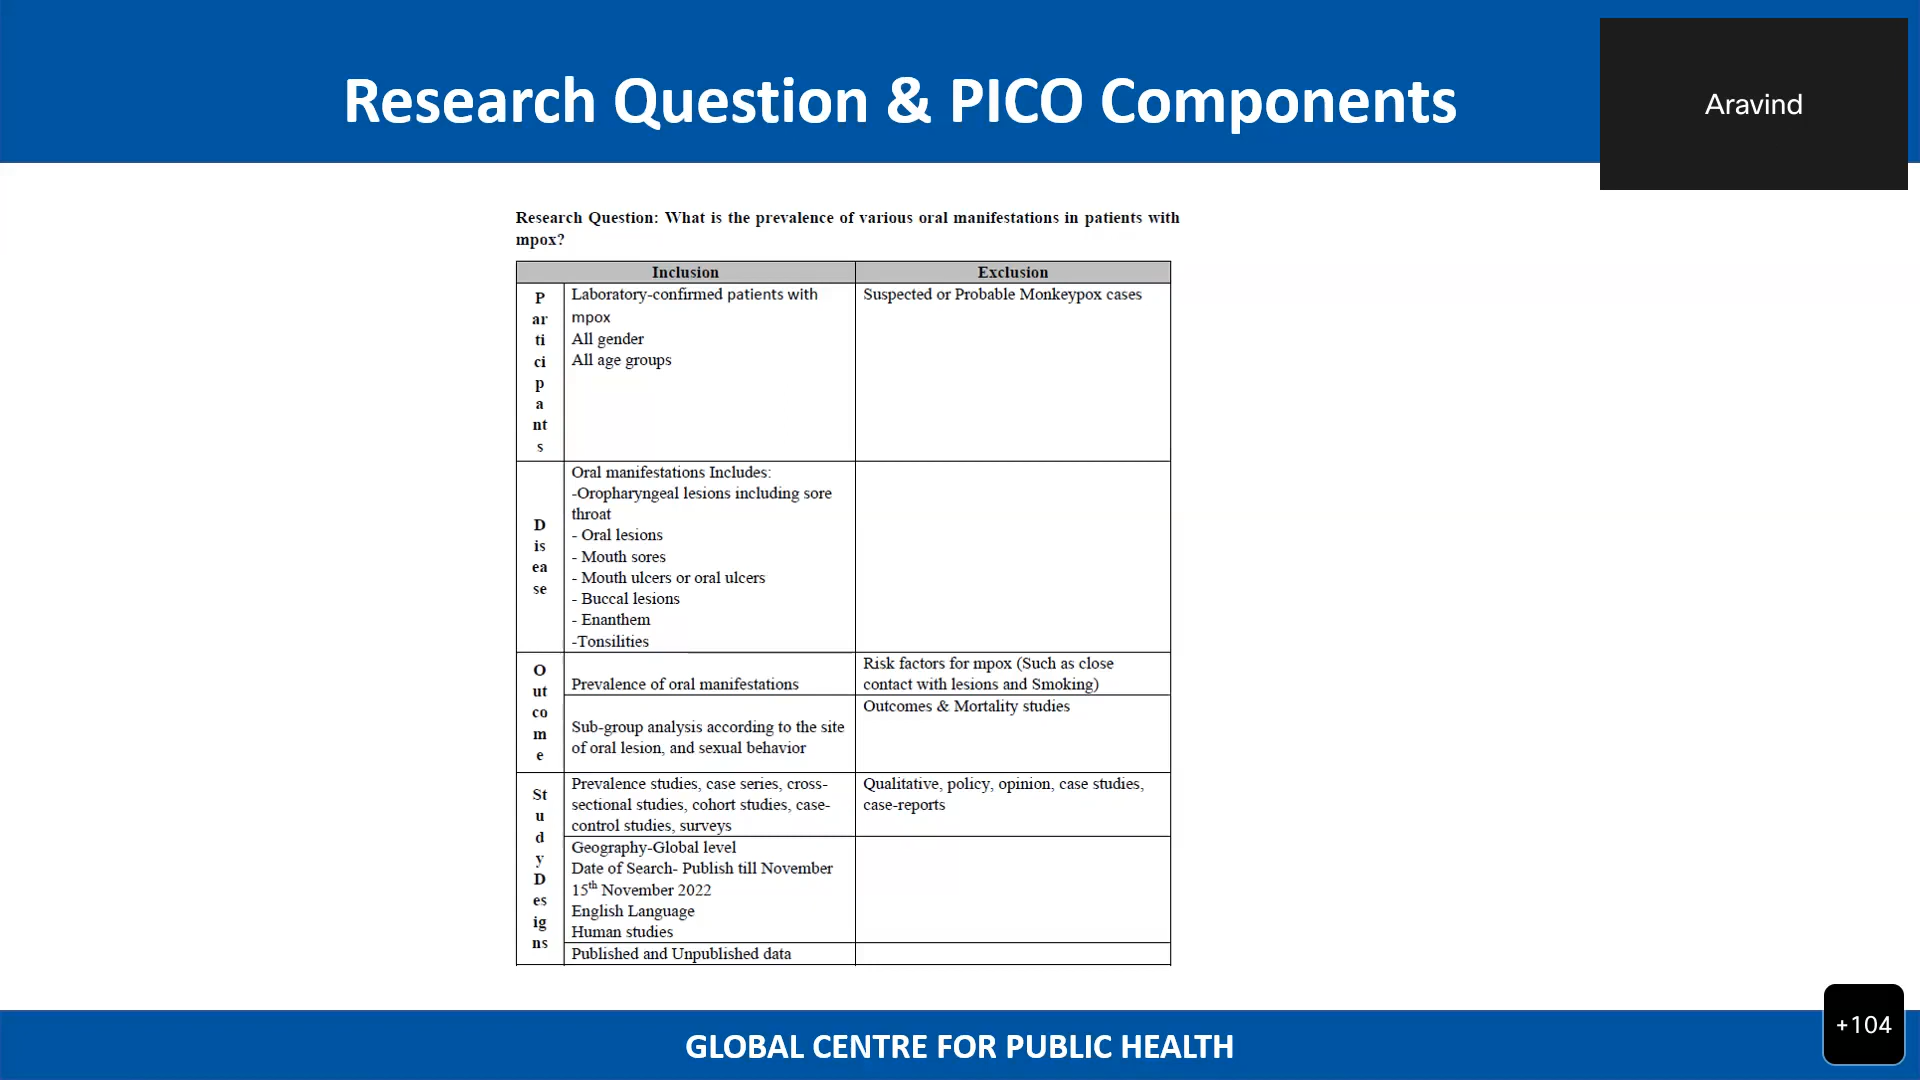 Research Question & PICO Components
Aravind
Research Question: What is the prevalence of various oral manifestations in patients with
mpox?
Inclusion
Exclusion
P
ar
ti
ci
p
a
nt
s
Laboratory-confirmed patients with
mpox
All gender
All age groups
Suspected or Probable Monkeypox cases
D
is
ea
se
Oral manifestations Includes:
-Oropharyngeal lesions including sore
throat
- Oral lesions
- Mouth sores
- Mouth ulcers or oral ulcers
- Buccal lesions
- Enanthem
-Tonsilities
O
ut
co
m
e
Prevalence of oral manifestations
Risk factors for mpox (Such as close
contact with lesions and Smoking)
Sub-group analysis according to the site
of oral lesion, and sexual behavior
Outcomes & Mortality studies
St
u
d
y
D
es
ig
ns
Prevalence studies, case series, cross-
sectional studies, cohort studies, case-
control studies, surveys
Qualitative, policy, opinion, case studies,
case-reports
Geography-Global level
Date of Search- Publish till November
15th November 2022
English Language
Human studies
Published and Unpublished data
+104
GLOBAL CENTRE FOR PUBLIC HEALTH